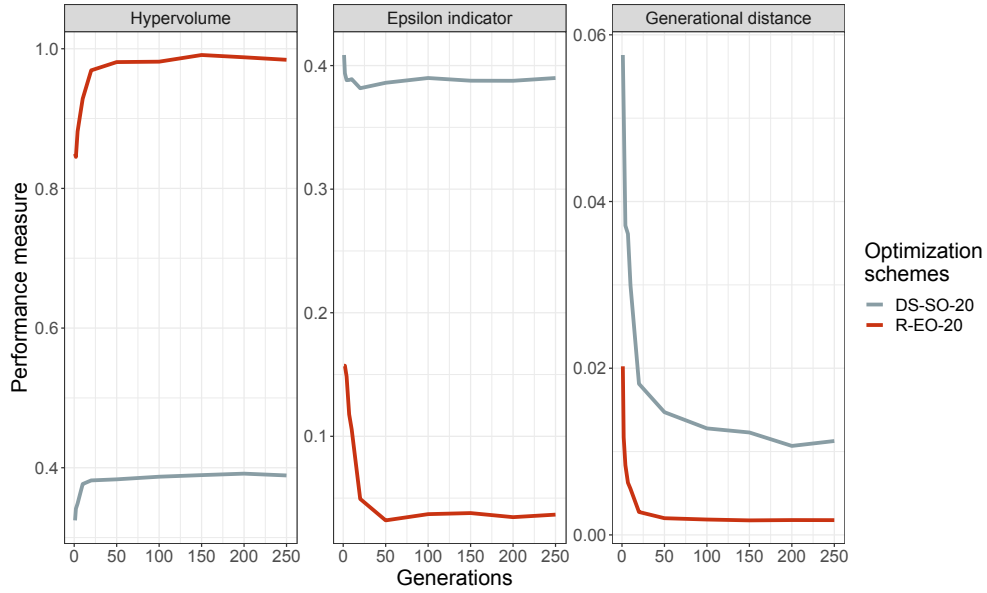 Hypervolume
Epsilon indicator
Generational distance
Performance measure
1.0
0.8
0.6
0.4
0 50 100 150 200 250
0.4
0.3
0.2
0.1
0 50 100 150 200 250
0.06
0.04
0.02
0.00
0 50 100 150 200 250
Generations
Optimization
schemes
DS-SO-20
R-EO-20